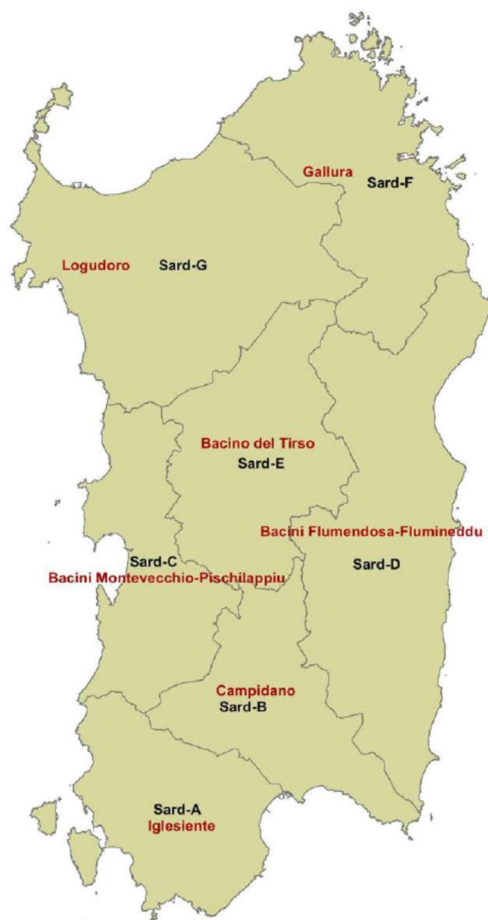 Gallura
Sard-F
Logudoro
Sard-G
Bacino del Tirso
Sard-E
Bacini Flumendosa-Flumineddu
Sard-D
Sard-C
Bacini Montevecchio-Pischilappiu
Campidano
Sard-B
Sard-A
Iglesiente